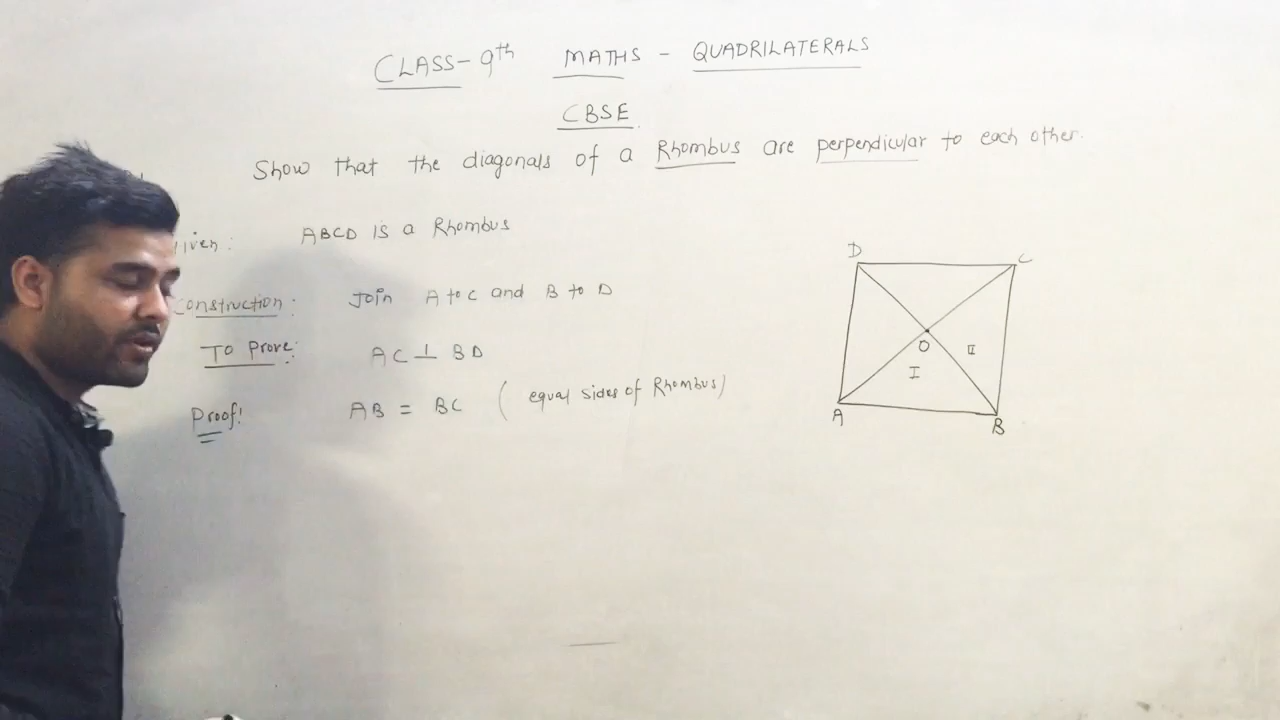 CLASS-9th MATHS - QUADRILATERALS
CBSE
Show that the diagonals of a Rhombus are perpendicular to each other.
ABCD is a Rhombus
Join A to C and B to D
To Prove: AC ⊥ BD
Proof! AB = BC ( equal sides of Rhombus)
D C
O II
I
A B